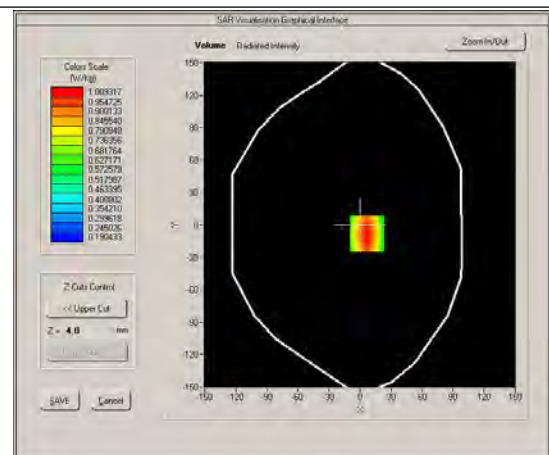 SAR Visualisation Graphical Interface
Volume Radiated Intensity
Zoom In/Out
Colors Scale
(W/kg)
1.009317
0.954725
0.900133
0.845540
0.790948
0.736356
0.681764
0.627171
0.572579
0.517987
0.463395
0.408802
0.354210
0.299618
0.245026
0.190433
Z Cuts Control
<< Upper Cut
Z = 4.0 mm
SAVE
Cancel
150
120
90
60
30
0
-30
-60
-90
-120
-150
Y
-150 -120 -90 -60 -30 0 30 60 90 120 150
X